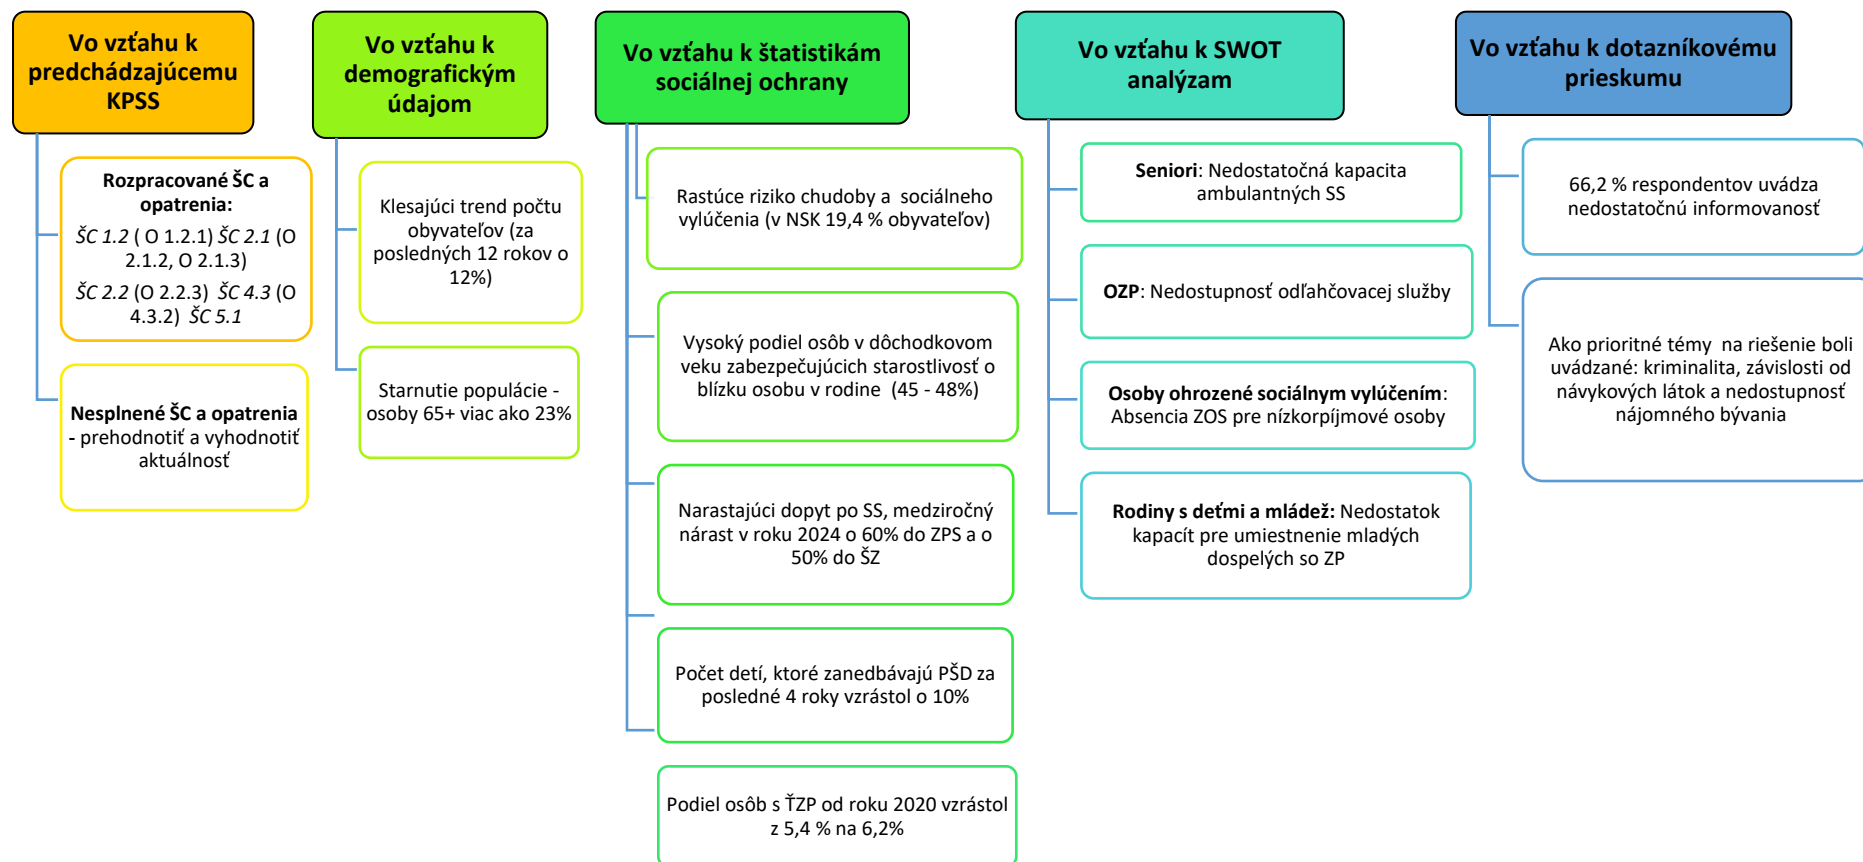 Vo vzťahu k
predchádzajúcemu
KPSS
Rozpracované ŠC a
opatrenia:
ŠC 1.2 ( O 1.2.1) ŠC 2.1 (O
2.1.2, O 2.1.3)
ŠC 2.2 (O 2.2.3)  ŠC 4.3 (O
4.3.2)  ŠC 5.1
Nesplnené ŠC a opatrenia
- prehodnotiť a vyhodnotiť
aktuálnosť
Vo vzťahu k
demografickým
údajom
Klesajúci trend počtu
obyvateľov (za
posledných 12 rokov o
12%)
Starnutie populácie -
osoby 65+ viac ako 23%
Vo vzťahu k štatistikám
sociálnej ochrany
Rastúce riziko chudoby a  sociálneho
vylúčenia (v NSK 19,4 % obyvateľov)
Vysoký podiel osôb v dôchodkovom
veku zabezpečujúcich starostlivosť o
blízku osobu v rodine  (45 - 48%)
Narastajúci dopyt po SS, medziročný
nárast v roku 2024 o 60% do ZPS a o
50% do ŠZ
Počet detí, ktoré zanedbávajú PŠD za
posledné 4 roky vzrástol o 10%
Podiel osôb s ŤZP od roku 2020 vzrástol
z 5,4 % na 6,2%
Vo vzťahu k SWOT
analýzam
Seniori: Nedostatočná kapacita
ambulantných SS
OZP: Nedostupnosť odľahčovacej služby
Osoby ohrozené sociálnym vylúčením:
Absencia ZOS pre nízkorpíjmové osoby
Rodiny s deťmi a mládež: Nedostatok
kapacít pre umiestnenie mladých
dospelých so ZP
Vo vzťahu k dotazníkovému
prieskumu
66,2 % respondentov uvádza
nedostatočnú informovanosť
Ako prioritné témy  na riešenie boli
uvádzané: kriminalita, závislosti od
návykových látok a nedostupnosť
nájomného bývania